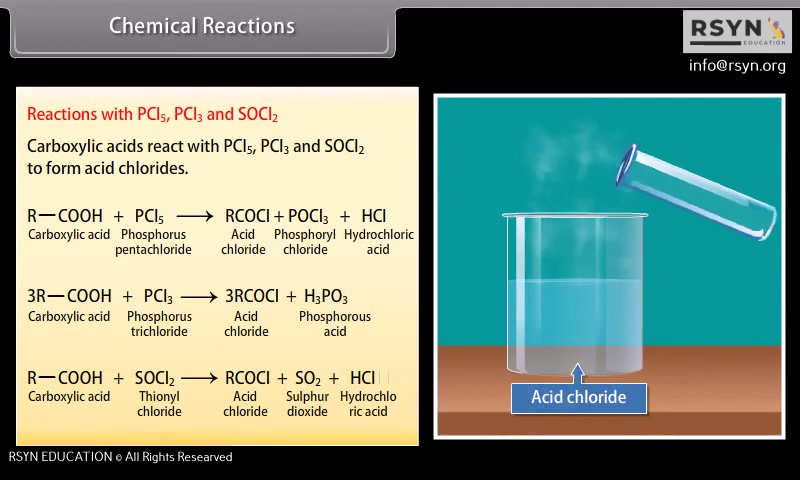 Chemical Reactions
RSYN
EDUCATION
info@rsyn.org
Reactions with PCl₅, PCl₃ and SOCl₂
Carboxylic acids react with PCl₅, PCl₃ and SOCl₂
to form acid chlorides.
R—COOH + PCl₅ ⟶ RCOCl + POCl₃ + HCl
Carboxylic acid Phosphorus Acid Phosphoryl Hydrochloric
pentachloride chloride chloride acid
3R—COOH + PCl₃ ⟶ 3RCOCl + H₃PO₃
Carboxylic acid Phosphorus Acid Phosphorous
trichloride chloride acid
R—COOH + SOCl₂ ⟶ RCOCl + SO₂ + HCl
Carboxylic acid Thionyl Acid Sulphur Hydrochlo
chloride chloride dioxide ric acid
Acid chloride
RSYN EDUCATION © All Rights Researved